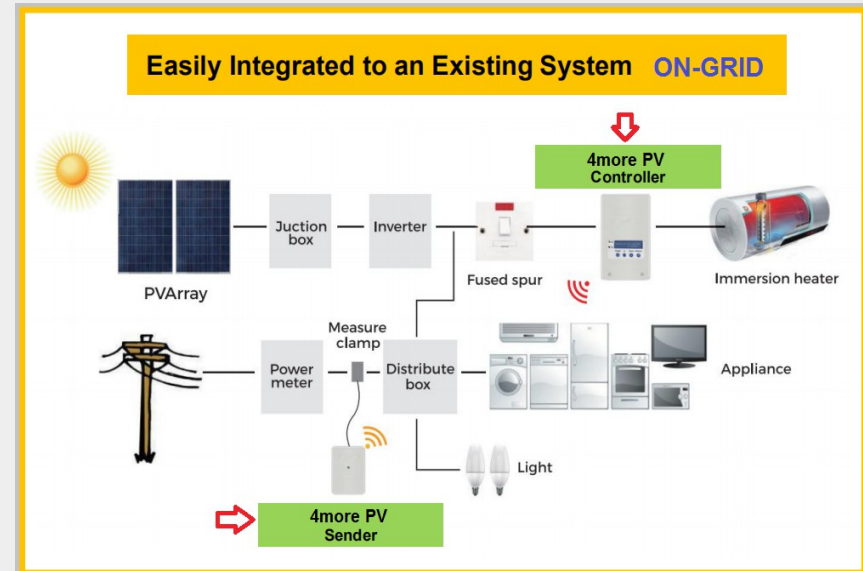 Easily Integrated to an Existing System ON-GRID
4more PV
Controller
Juction
box
Inverter
Fused spur
Immersion heater
PVArray
Measure
clamp
Power
meter
Distribute
box
Appliance
Light
4more PV
Sender